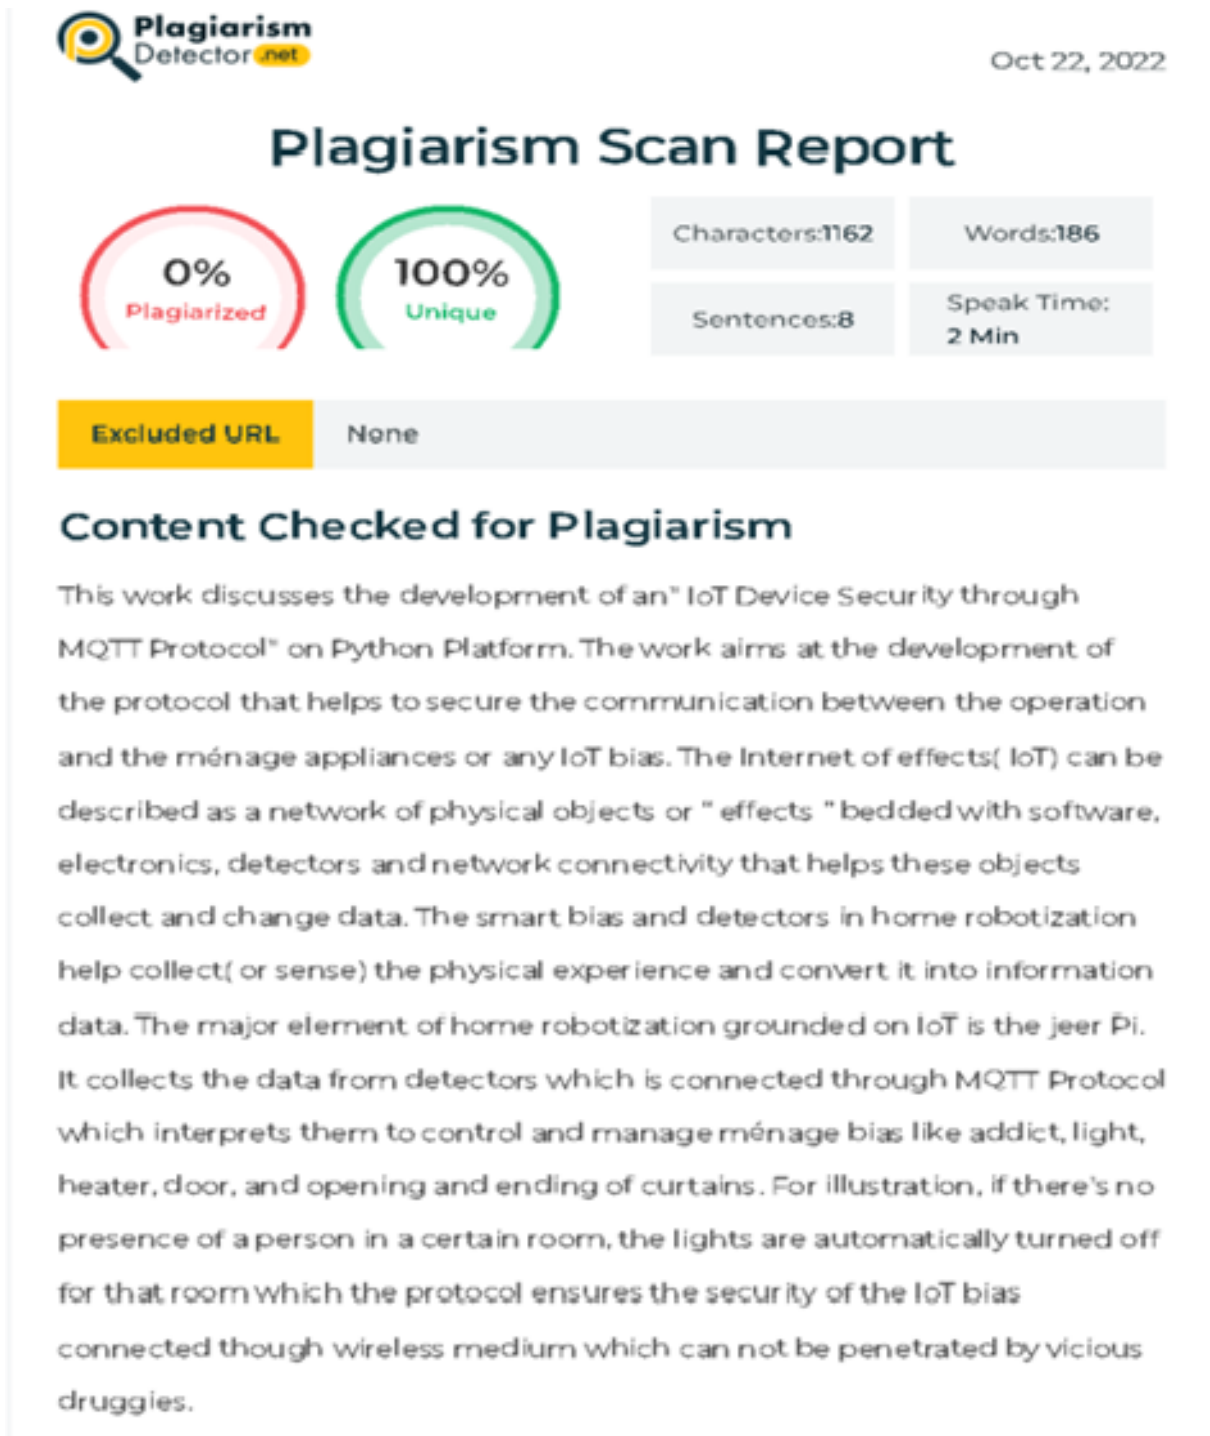 Plagiarism
Detector .net
Oct 22, 2022
Plagiarism Scan Report
0%
Plagiarized
100%
Unique
Characters:1162
Words:186
Sentences:8
Speak Time:
2 Min
Excluded URL
None
Content Checked for Plagiarism
This work discusses the development of an" IoT Device Security through
MQTT Protocol" on Python Platform. The work aims at the development of
the protocol that helps to secure the communication between the operation
and the ménage appliances or any IoT bias. The Internet of effects( IoT) can be
described as a network of physical objects or " effects " bedded with software,
electronics, detectors and network connectivity that helps these objects
collect and change data. The smart bias and detectors in home robotization
help collect( or sense) the physical experience and convert it into information
data. The major element of home robotization grounded on IoT is the jeer Pi.
It collects the data from detectors which is connected through MQTT Protocol
which interprets them to control and manage ménage bias like addict, light,
heater, door, and opening and ending of curtains. For illustration, if there's no
presence of a person in a certain room, the lights are automatically turned off
for that room which the protocol ensures the security of the IoT bias
connected though wireless medium which can not be penetrated by vicious
druggies.